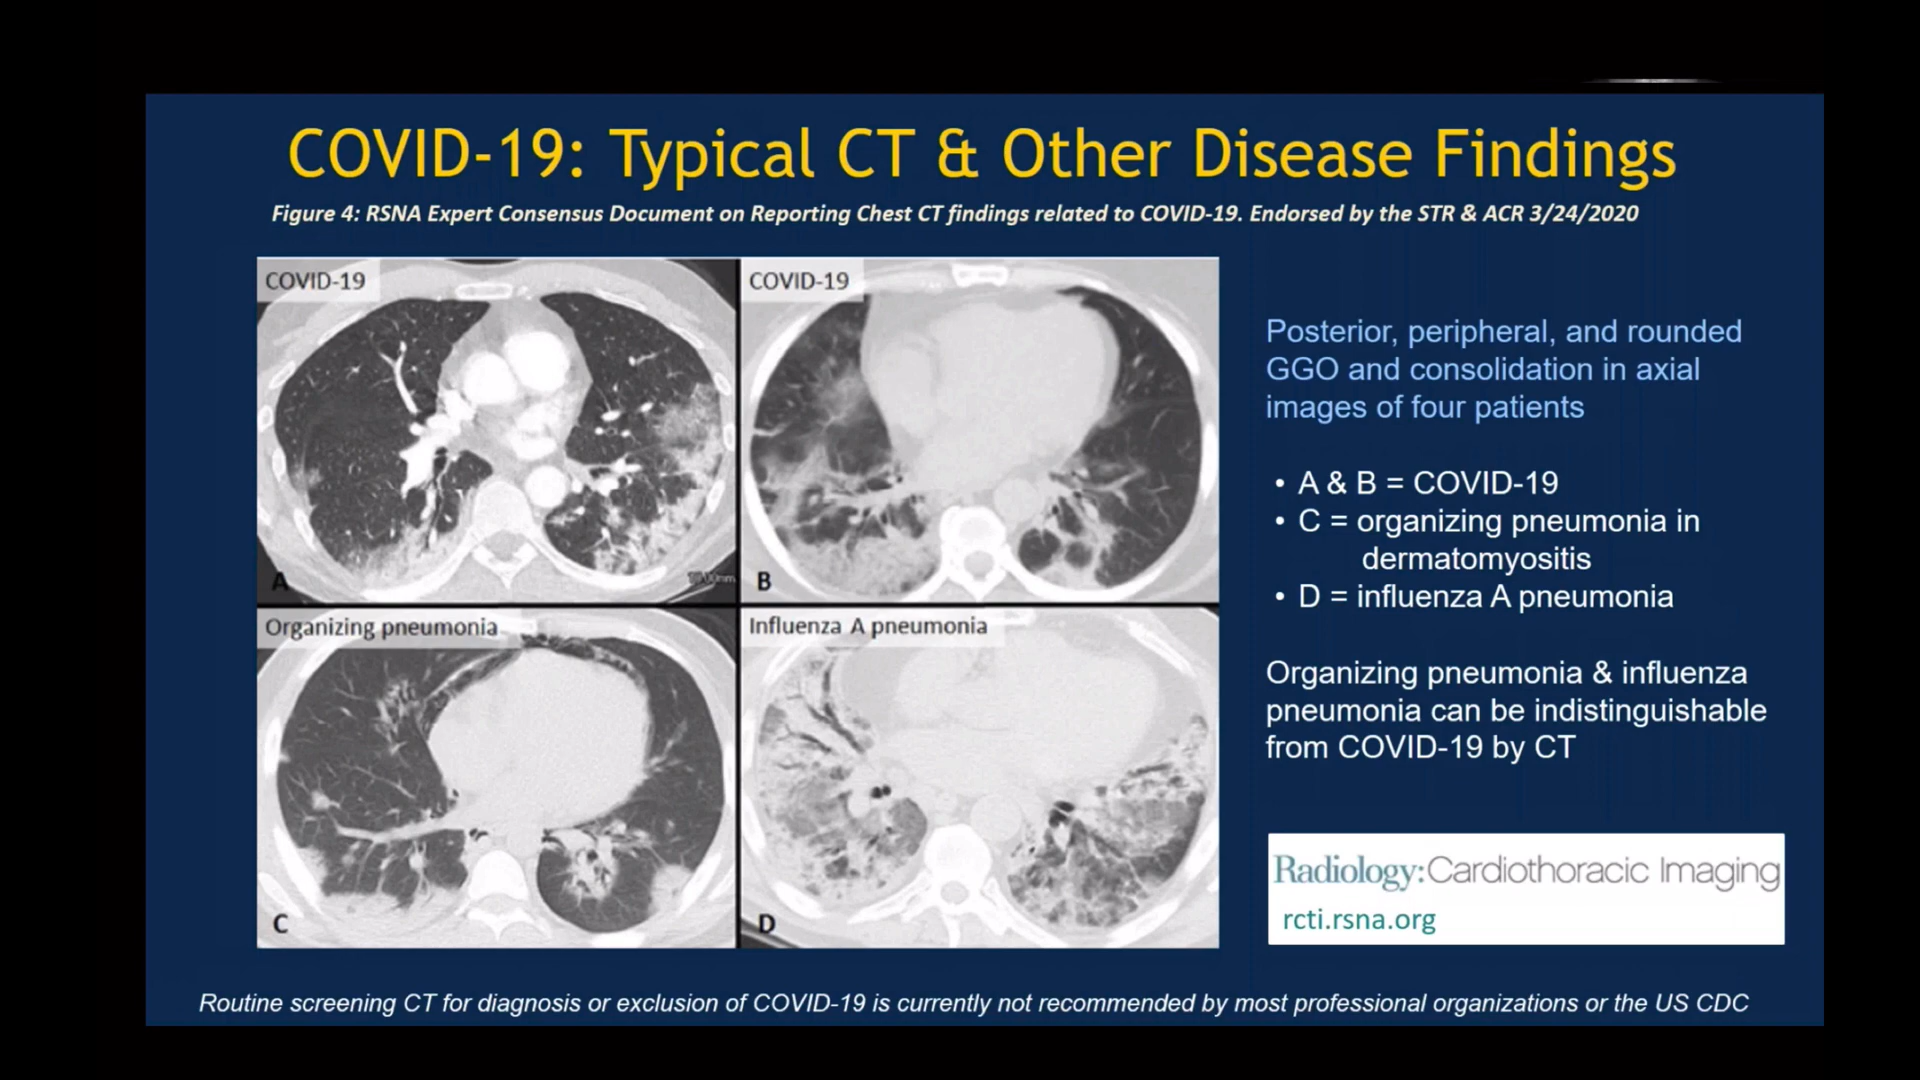 COVID-19: Typical CT & Other Disease Findings
Figure 4: RSNA Expert Consensus Document on Reporting Chest CT findings related to COVID-19. Endorsed by the STR & ACR 3/24/2020
COVID-19
A
COVID-19
B
Organizing pneumonia
C
Influenza A pneumonia
D
Posterior, peripheral, and rounded
GGO and consolidation in axial
images of four patients
• A & B = COVID-19
• C = organizing pneumonia in
dermatomyositis
• D = influenza A pneumonia
Organizing pneumonia & influenza
pneumonia can be indistinguishable
from COVID-19 by CT
Radiology: Cardiothoracic Imaging
rcti.rsna.org
Routine screening CT for diagnosis or exclusion of COVID-19 is currently not recommended by most professional organizations or the US CDC